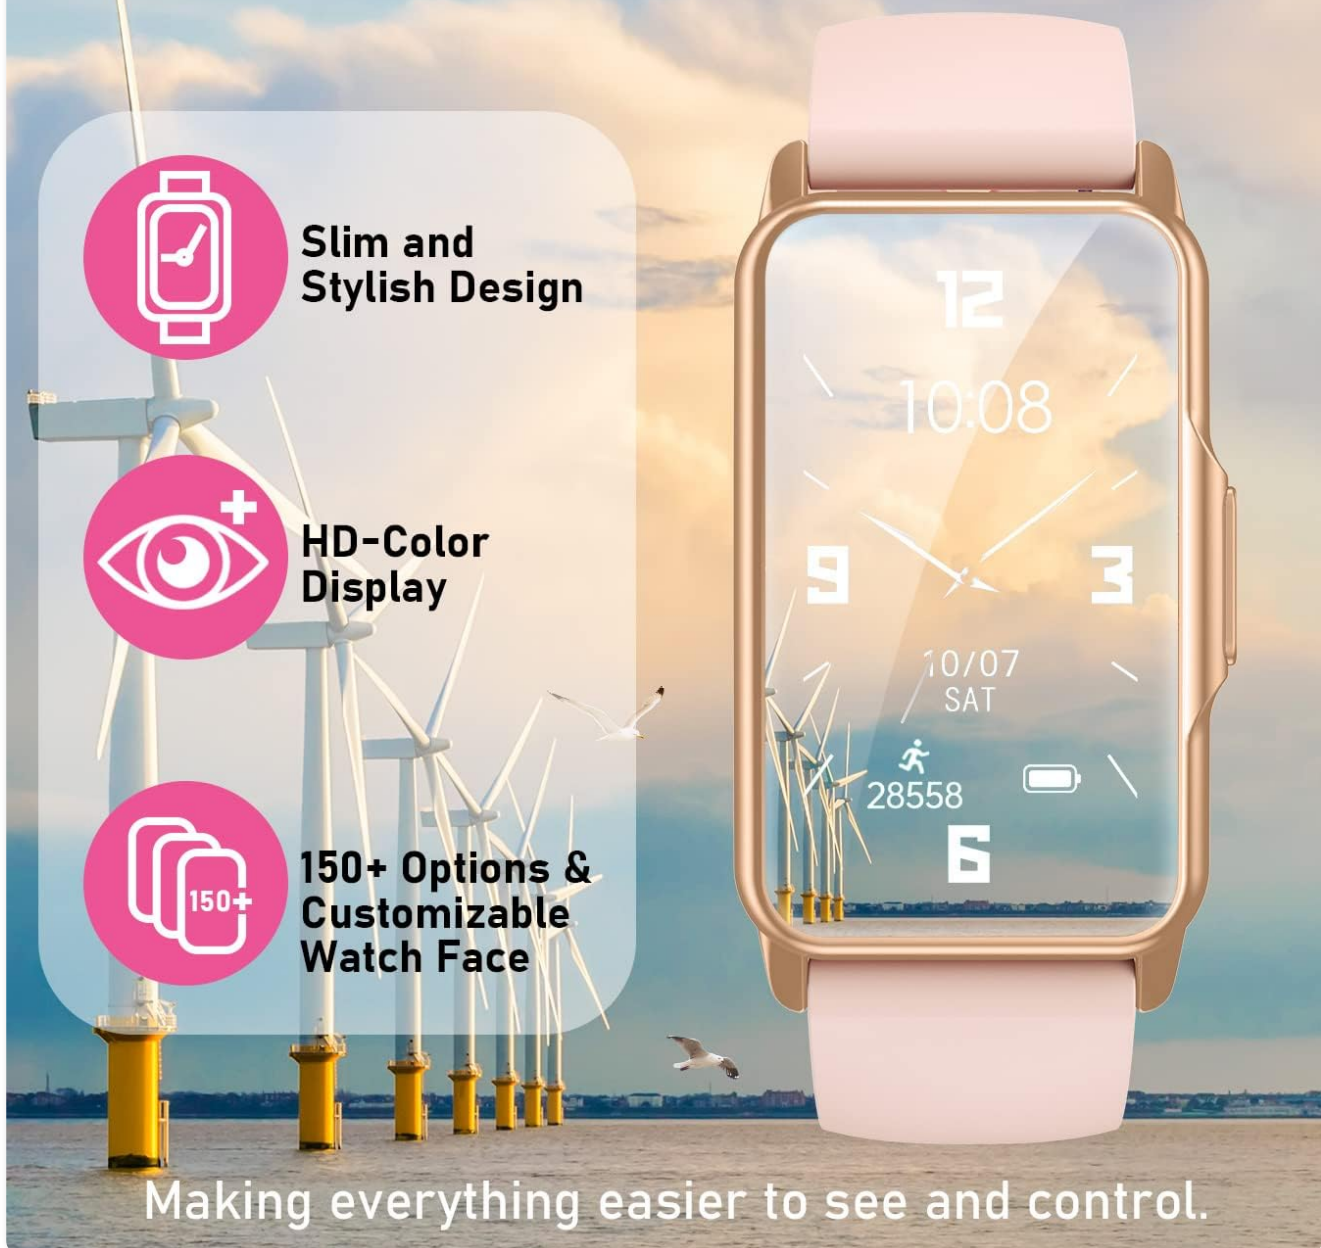 Slim and
Stylish Design
HD-Color
Display
150+
150+ Options &
Customizable
Watch Face
12
10:08
9
3
10/07
SAT
28558
6
Making everything easier to see and control.